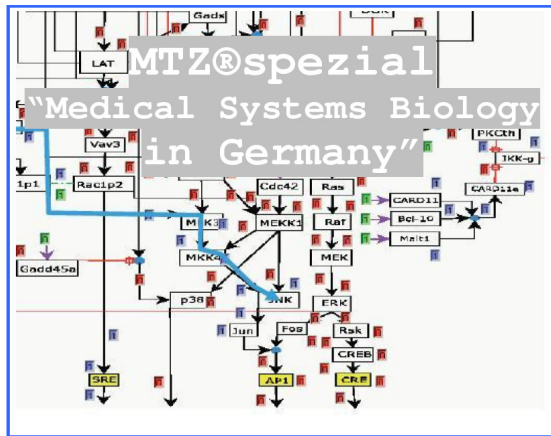 Gads
LAT
MTZ®spezial
“Medical Systems Biology
in Germany”
PKCth
Vav3
IKK-g
1p1 Rac1p2 Cdc42 Ras CARD11a
CARD11
MEKK1 Raf Bcl-10
Malt1
MKK4 MEK
Gadd45a
p38 JNK ERK
Jun Fos Rsk
CREB
SRE AP1 CRE